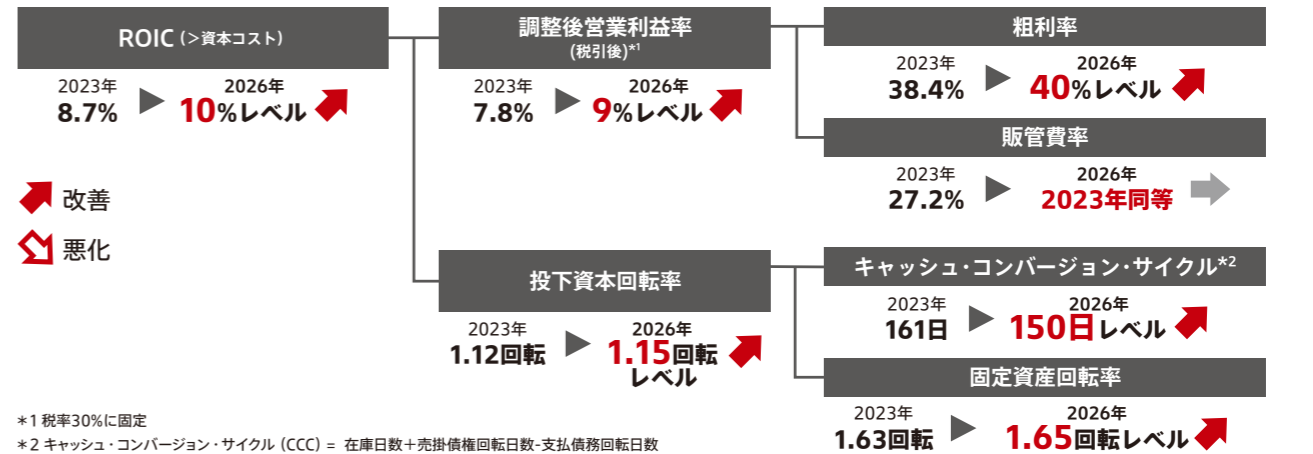 ROIC（>資本コスト）
2023年
8.7%
2026年
10%レベル
調整後営業利益率
(税引後)*1
2023年
7.8%
2026年
9%レベル
粗利率
2023年
38.4%
2026年
40%レベル
販管費率
2023年
27.2%
2026年
2023年同等
改善
悪化
投下資本回転率
2023年
1.12回転
2026年
1.15回転
レベル
キャッシュ・コンバージョン・サイクル*2
2023年
161日
2026年
150日レベル
固定資産回転率
2023年
1.63回転
2026年
1.65回転レベル
＊1 税率30%に固定
＊2 キャッシュ・コンバージョン・サイクル（CCC）= 在庫日数＋売掛債権回転日数-支払債務回転日数